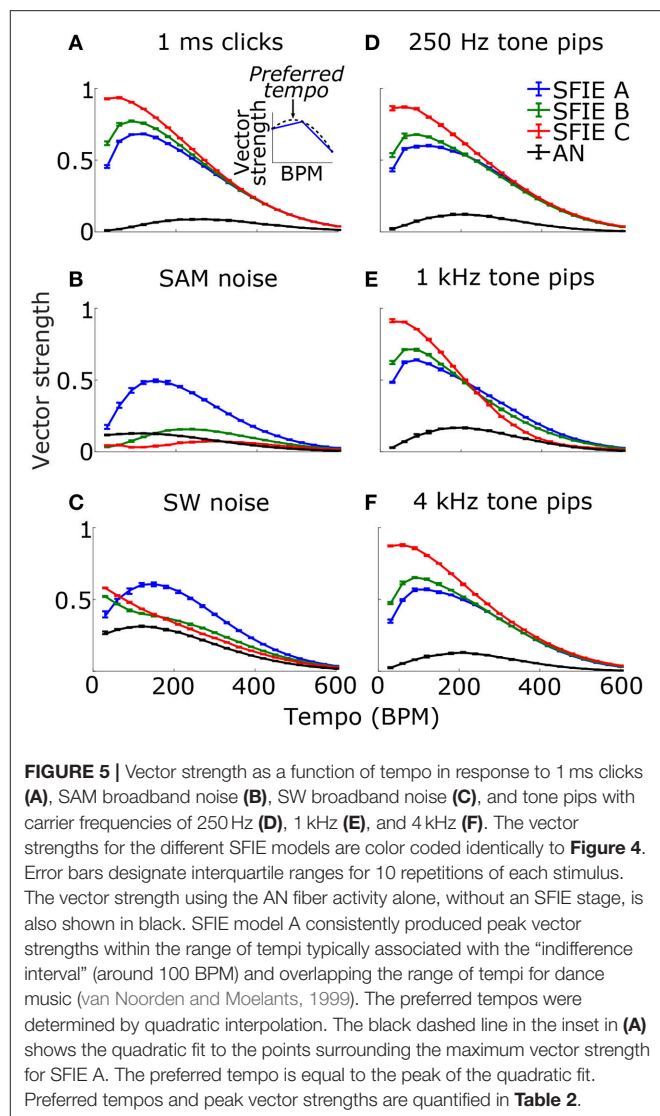 A 1 ms clicks
Preferred tempo
Vector strength
BPM
1
0.5
0
D 250 Hz tone pips
SFIE A
SFIE B
SFIE C
AN
B SAM noise
1
0.5
0
E 1 kHz tone pips
Vector strength
C SW noise
1
0.5
0 200 400 600
F 4 kHz tone pips
0 200 400 600
Tempo (BPM)
FIGURE 5 | Vector strength as a function of tempo in response to 1 ms clicks
(A), SAM broadband noise (B), SW broadband noise (C), and tone pips with
carrier frequencies of 250 Hz (D), 1 kHz (E), and 4 kHz (F). The vector
strengths for the different SFIE models are color coded identically to Figure 4.
Error bars designate interquartile ranges for 10 repetitions of each stimulus.
The vector strength using the AN fiber activity alone, without an SFIE stage, is
also shown in black. SFIE model A consistently produced peak vector
strengths within the range of tempi typically associated with the “indifference
interval” (around 100 BPM) and overlapping the range of tempi for dance
music (van Noorden and Moelants, 1999). The preferred tempos were
determined by quadratic interpolation. The black dashed line in the inset in (A)
shows the quadratic fit to the points surrounding the maximum vector strength
for SFIE A. The preferred tempo is equal to the peak of the quadratic fit.
Preferred tempos and peak vector strengths are quantified in Table 2.